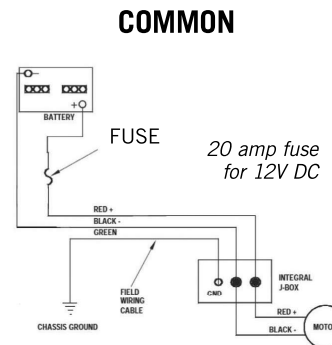 COMMON
BATTERY
+
FUSE
20 amp fuse
for 12V DC
RED +
BLACK -
GREEN
FIELD
WIRING
CABLE
CHASSIS GROUND
GND
INTEGRAL
J-BOX
RED +
BLACK -